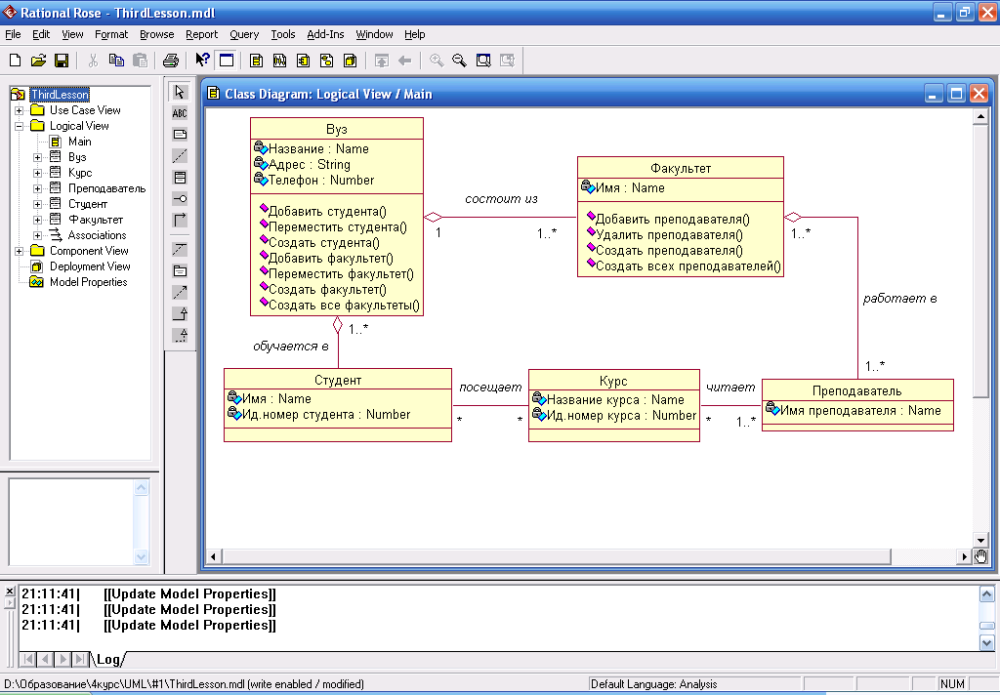 Rational Rose - ThirdLesson.mdl
File Edit View Format Browse Report Query Tools Add-Ins Window Help
ABC
ThirdLesson
Use Case View
Logical View
Main
Вуз
Курс
Преподаватель
Студент
Факультет
Associations
Component View
Deployment View
Model Properties
Class Diagram: Logical View / Main
Вуз
Название : Name
Адрес : String
Телефон : Number
Добавить студента()
Переместить студента()
Создать студента()
Добавить факультет()
Переместить факультет()
Создать факультет()
Создать все факультеты()
состоит из
1
1..*
Факультет
Имя : Name
Добавить преподавателя()
Удалить преподавателя()
Создать преподавателя()
Создать всех преподавателей()
1..*
работает в
1..*
1..*
обучается в
Студент
Имя : Name
Ид.номер студента : Number
посещает
*
*
Курс
Название курса : Name
Ид.номер курса : Number
читает
*
1..*
Преподаватель
Имя преподавателя : Name
21:11:41| [[Update Model Properties]]
21:11:41| [[Update Model Properties]]
21:11:41| [[Update Model Properties]]
Log
D:\Образование\4курс\UML\#1\ThirdLesson.mdl (write enabled / modified)
Default Language: Analysis
NUM